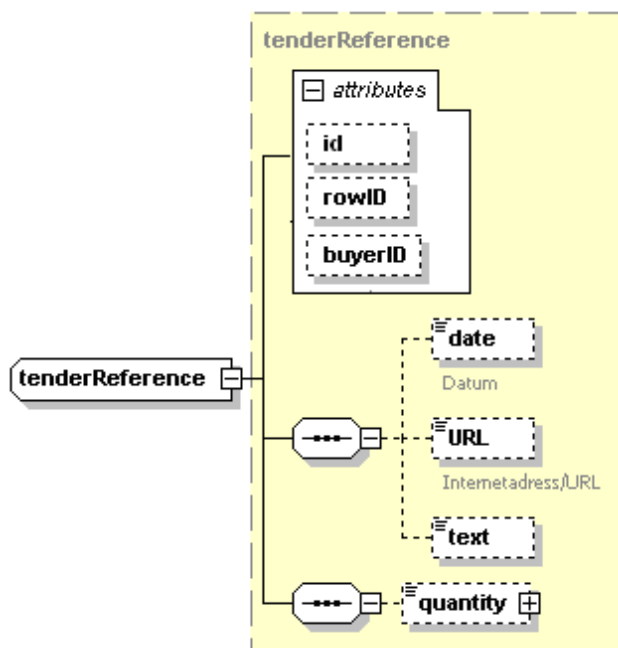 tenderReference
attributes
id
rowID
buyerID
date
Datum
tenderReference
URL
Internetadress/URL
text
quantity